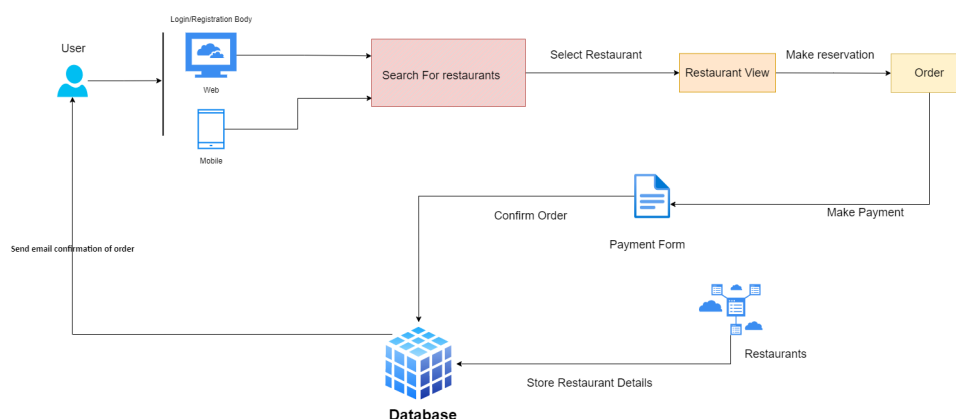 Login/Registration Body
User
Web
Mobile
Search For restaurants
Select Restaurant
Restaurant View
Make reservation
Order
Make Payment
Payment Form
Confirm Order
Send email confirmation of order
Restaurants
Store Restaurant Details
Database